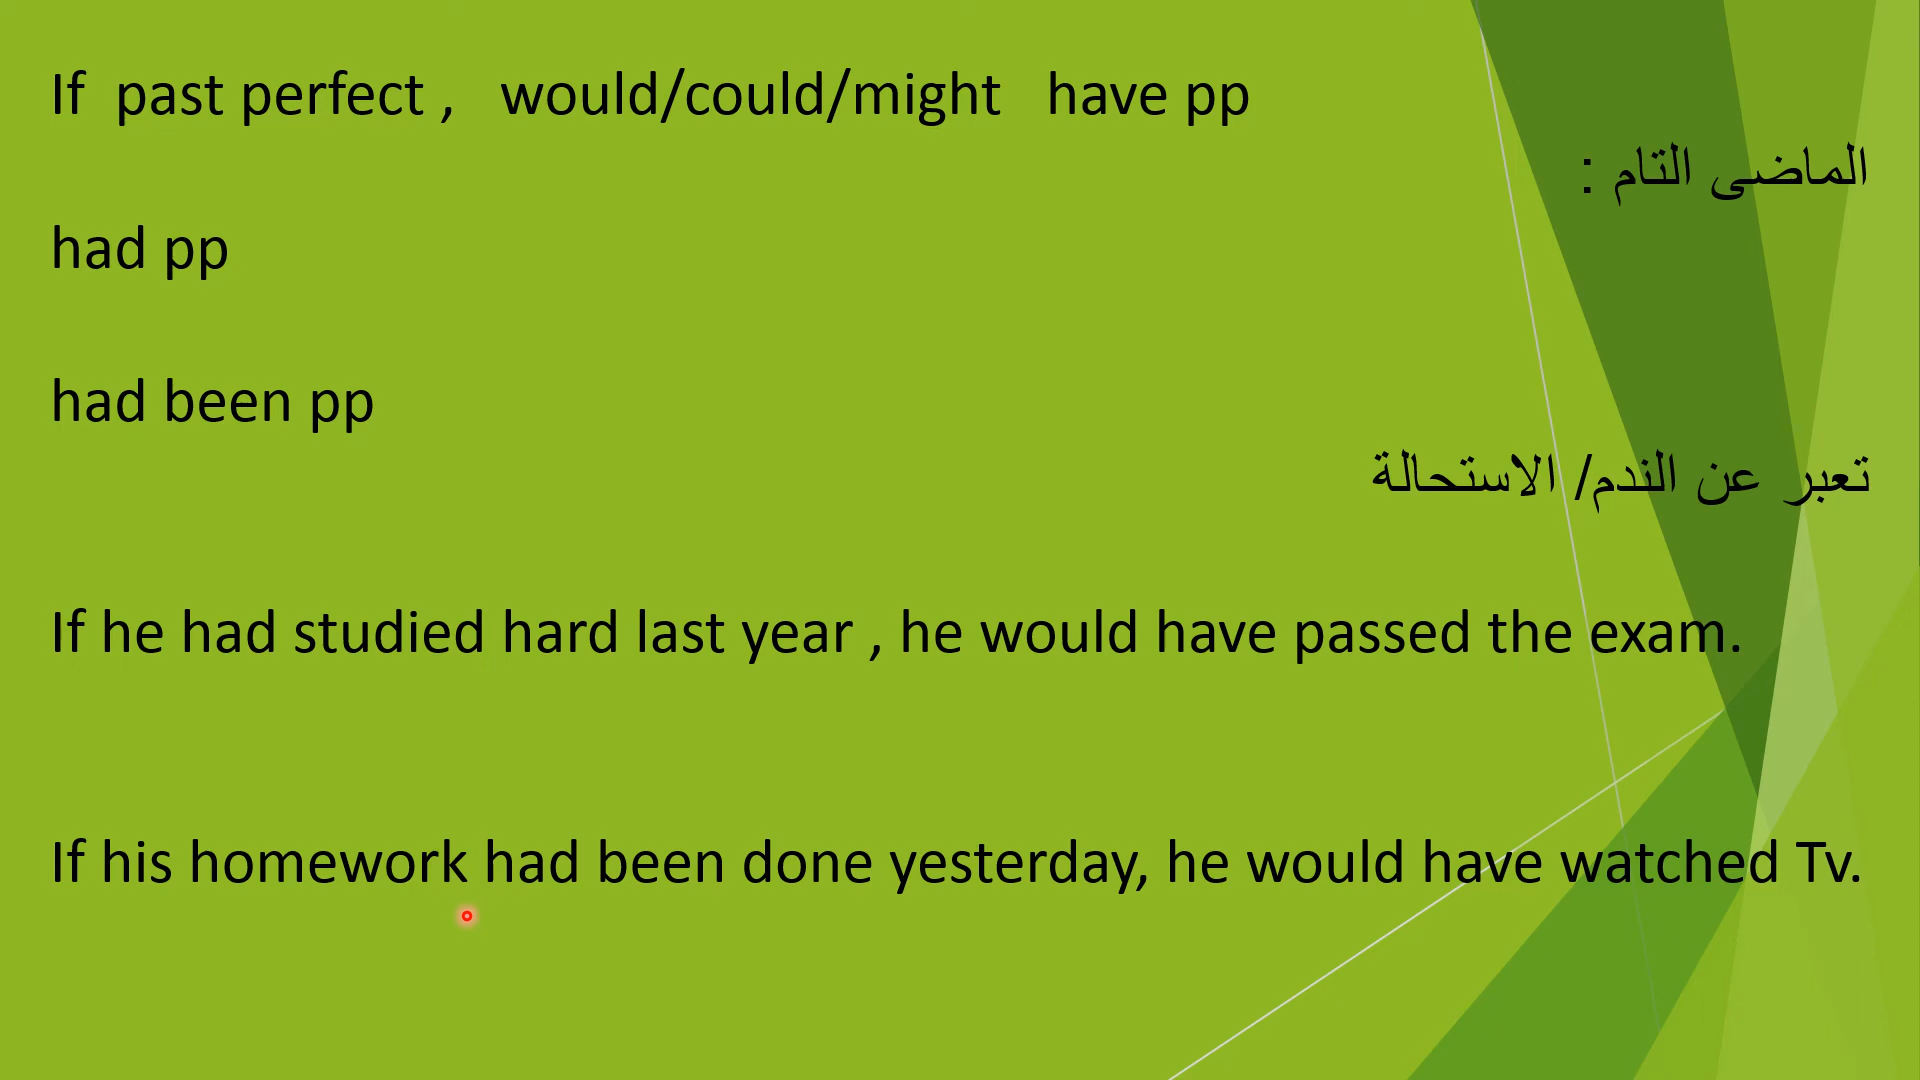 If past perfect , would/could/might have pp
الماضى التام :
had pp
had been pp
تعبر عن الندم/ الاستحالة
If he had studied hard last year , he would have passed the exam.
If his homework had been done yesterday, he would have watched Tv.